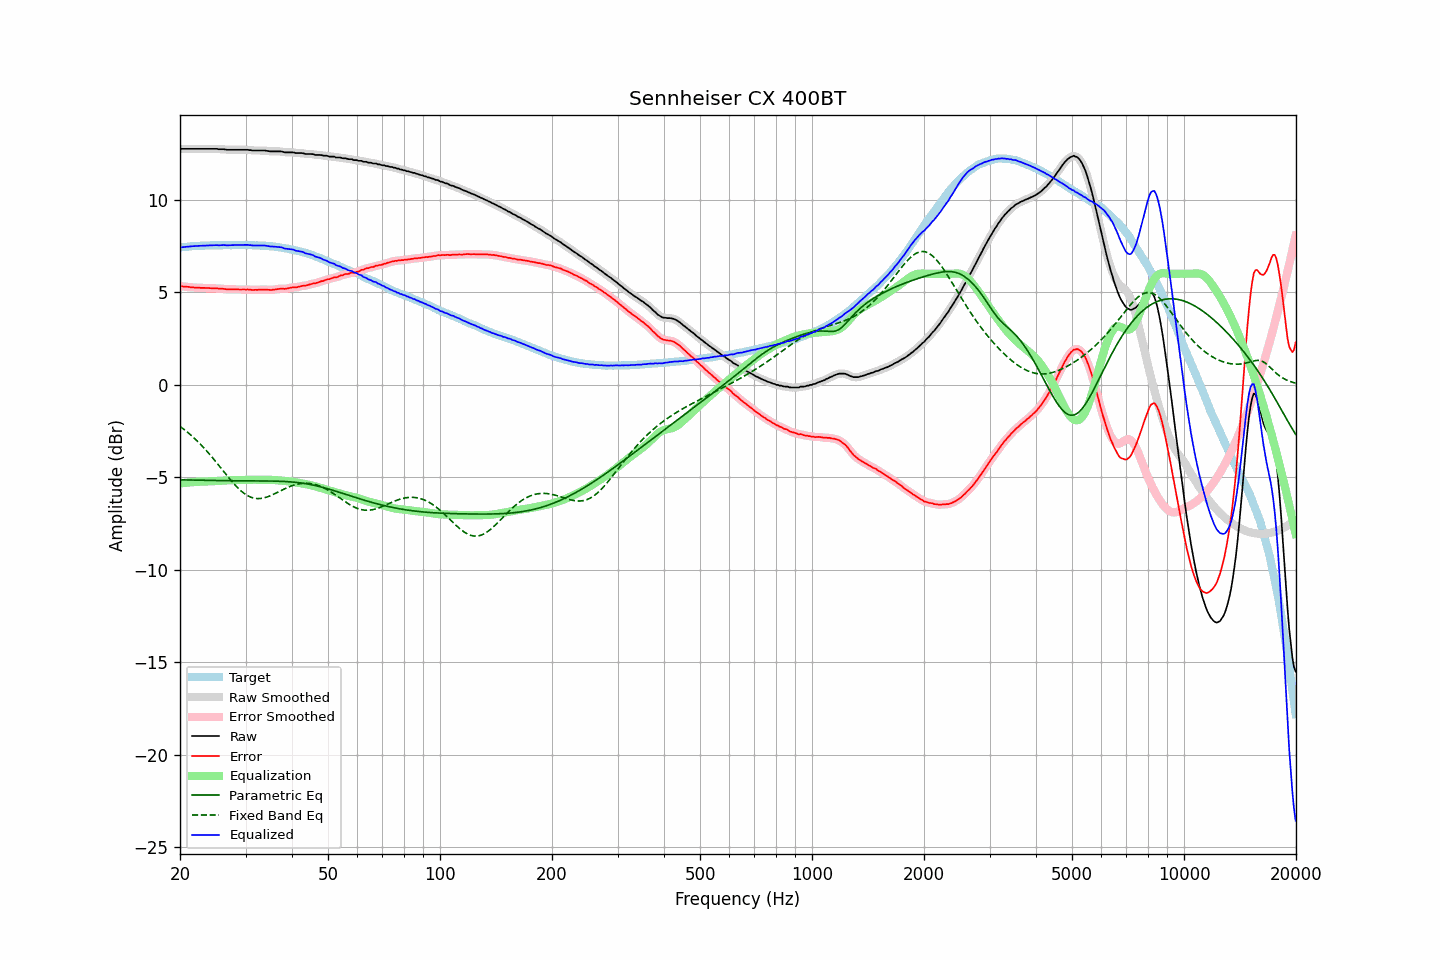 Sennheiser CX 400BT
Amplitude (dBr)
10
5
0
−5
−10
−15
−20
−25
Target
Raw Smoothed
Error Smoothed
Raw
Error
Equalization
Parametric Eq
Fixed Band Eq
Equalized
20 50 100 200 500 1000 2000 5000 10000 20000
Frequency (Hz)